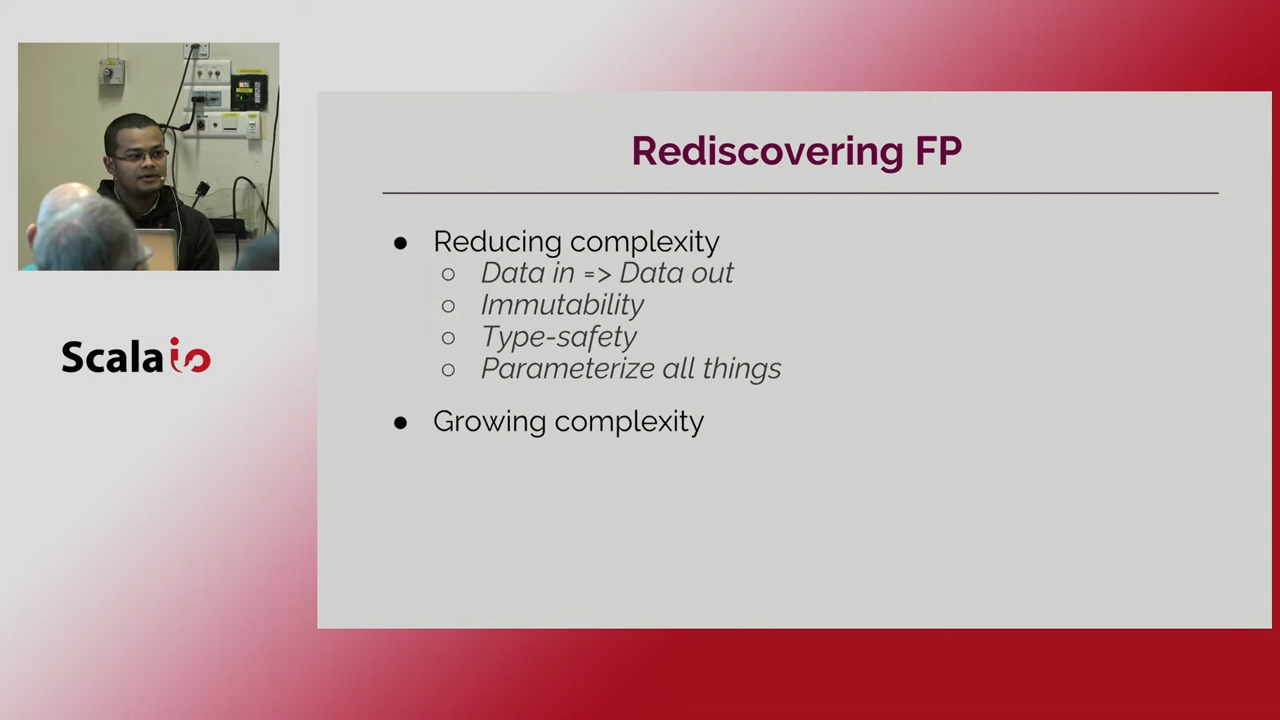 Rediscovering FP
● Reducing complexity
○ Data in => Data out
○ Immutability
○ Type-safety
○ Parameterize all things
● Growing complexity
Scala io